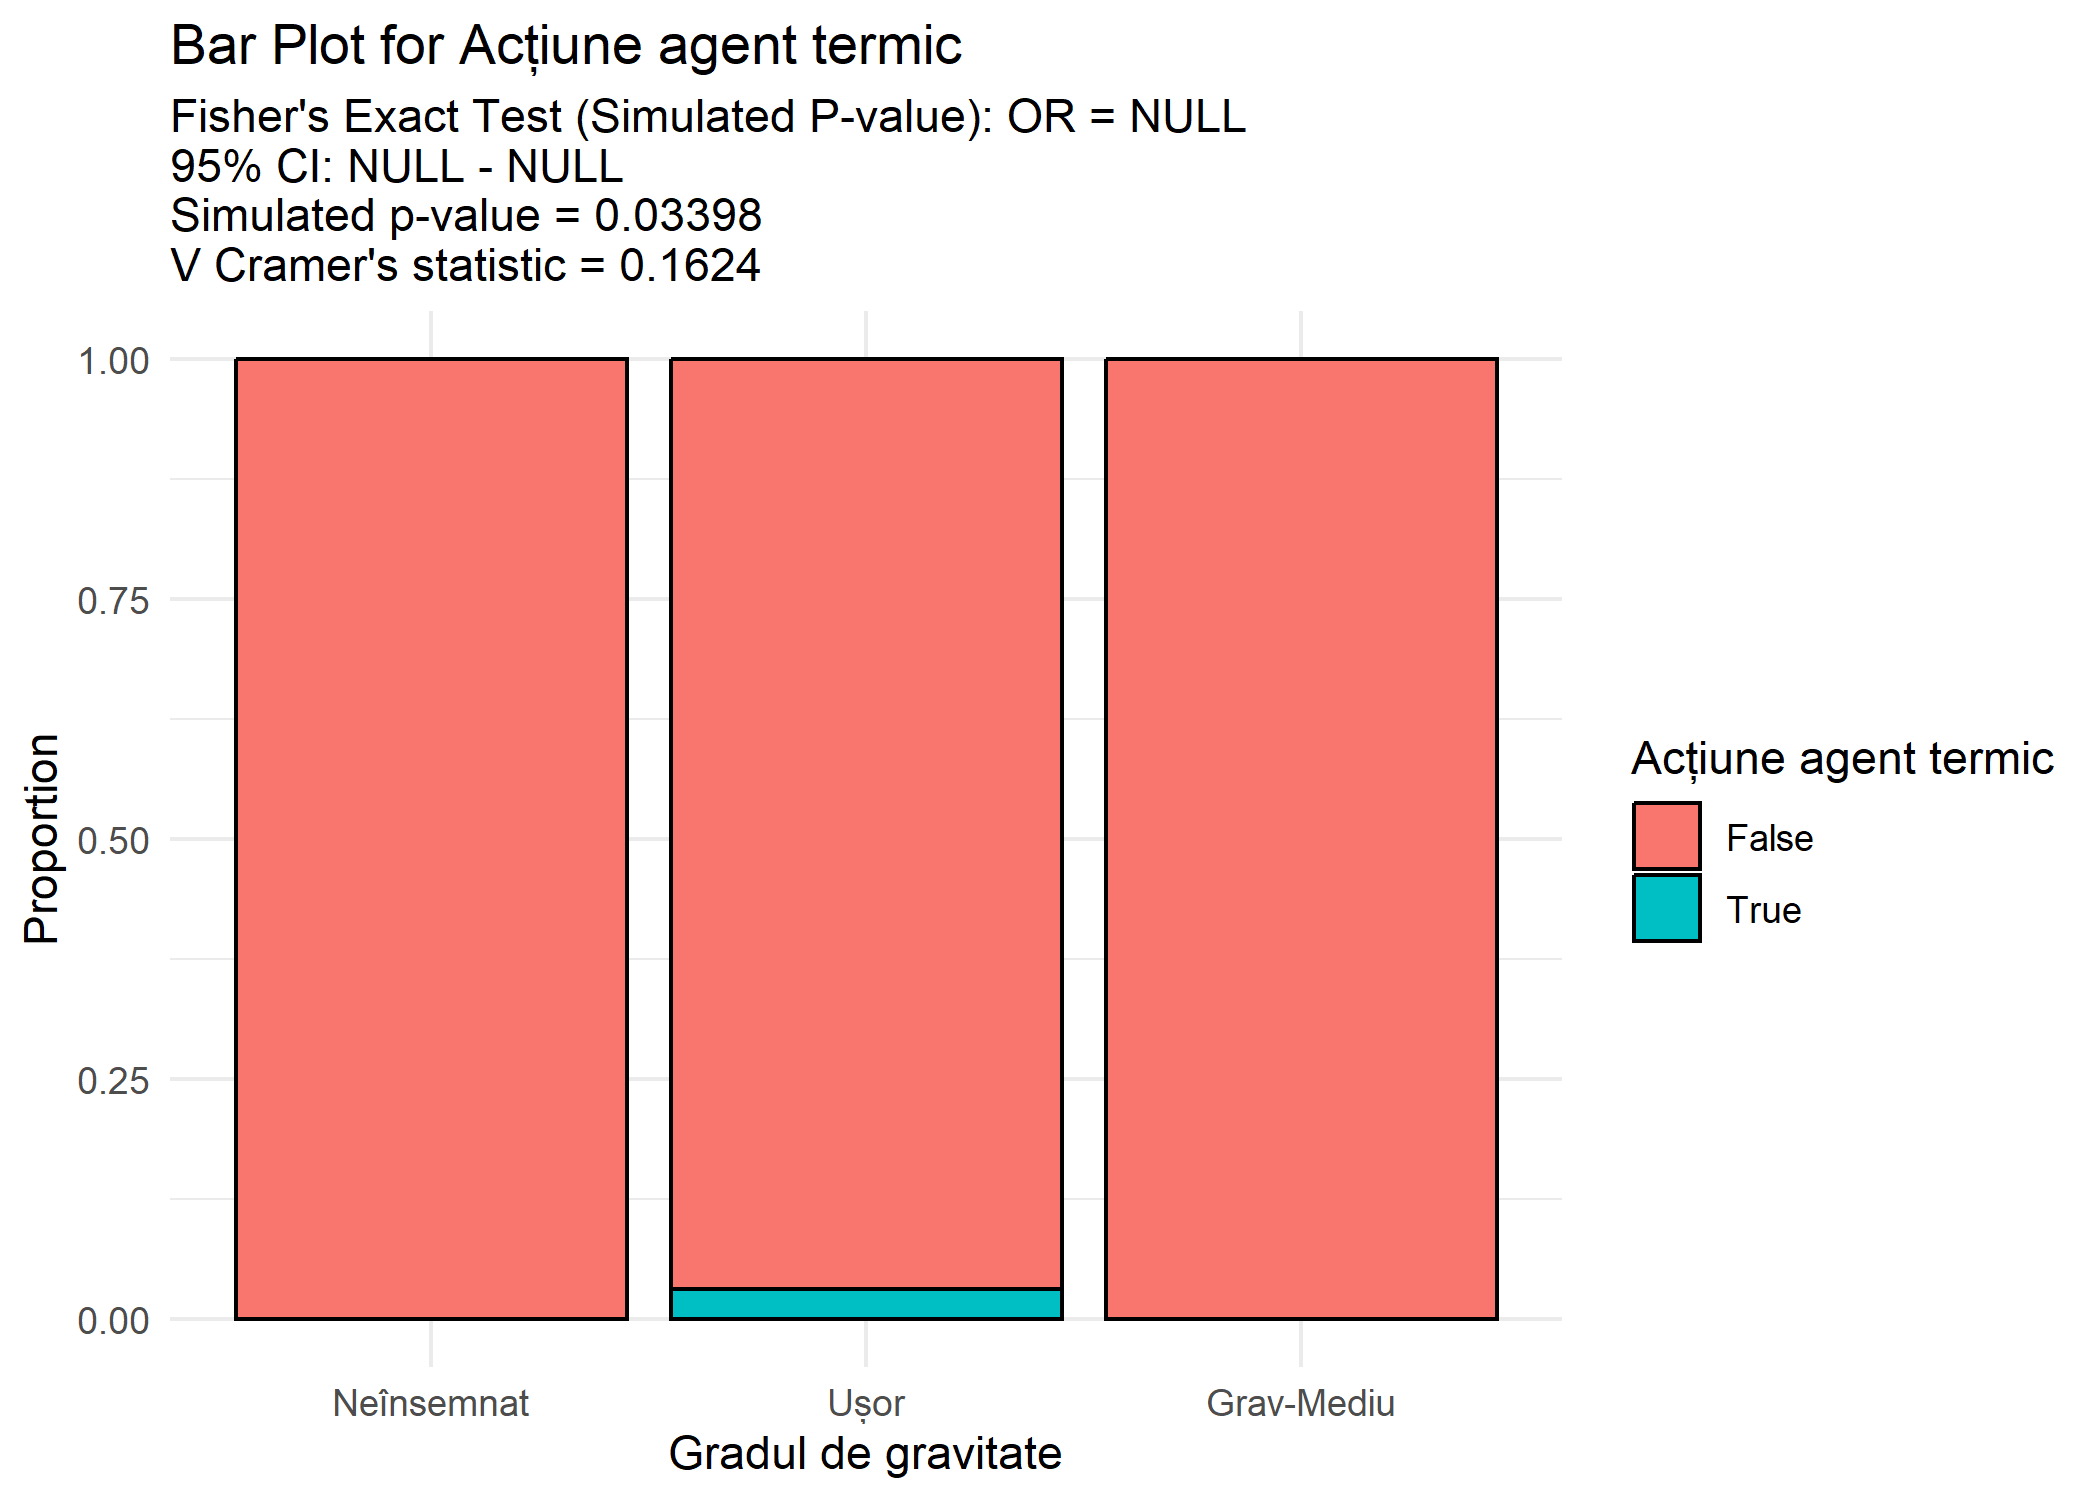 Bar Plot for Acțiune agent termic
Fisher's Exact Test (Simulated P-value): OR = NULL
95% CI: NULL - NULL
Simulated p-value = 0.03398
V Cramer's statistic = 0.1624
1.00
0.75
0.50
0.25
0.00
Proportion
Neînsemnat
Ușor
Grav-Mediu
Gradul de gravitate
Acțiune agent termic
False
True